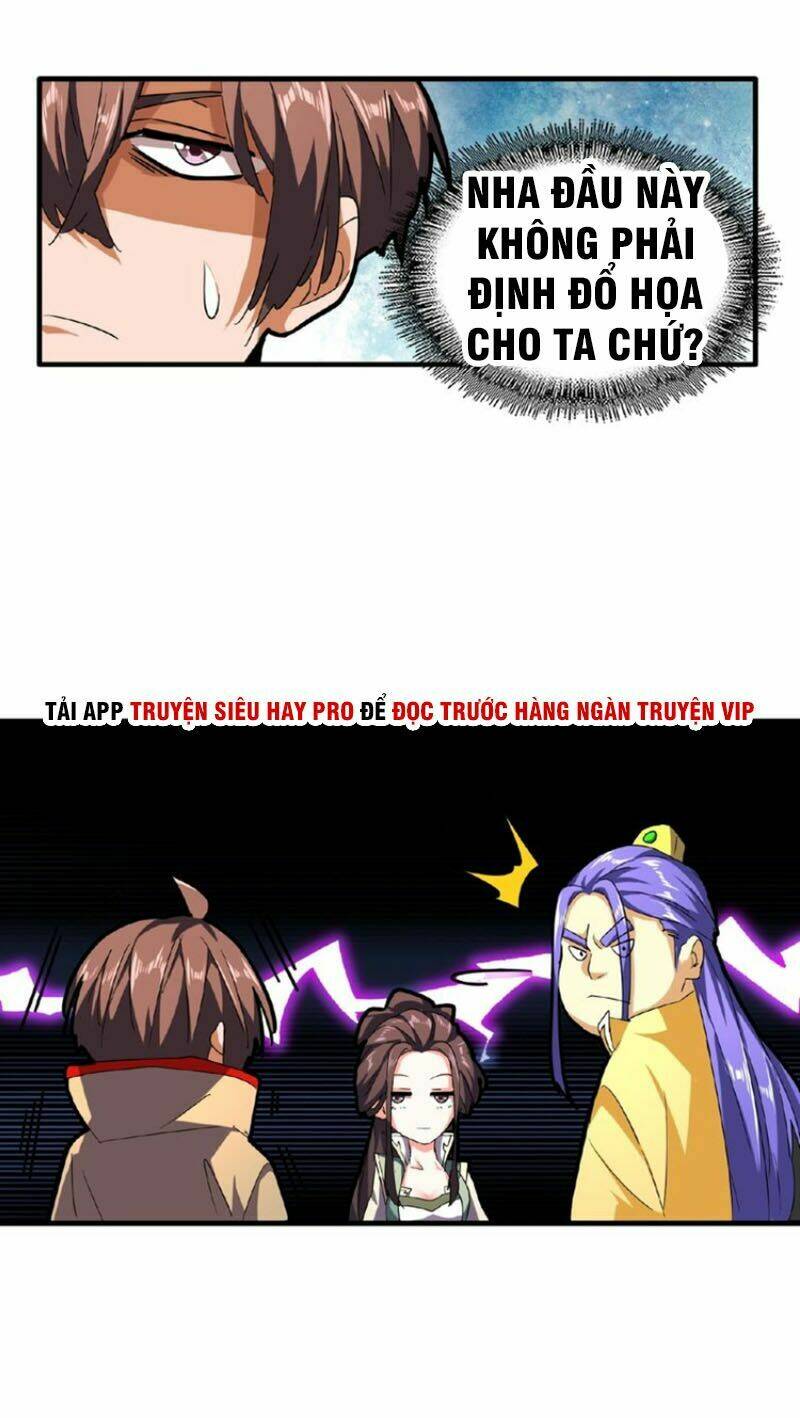 NHA ĐẦU NÀY
KHÔNG PHẢI
ĐỊNH ĐỔ HỌA
CHO TA CHỨ?
TẢI APP TRUYỆN SIÊU HAY PRO ĐỂ ĐỌC TRƯỚC HÀNG NGÀN TRUYỆN VIP